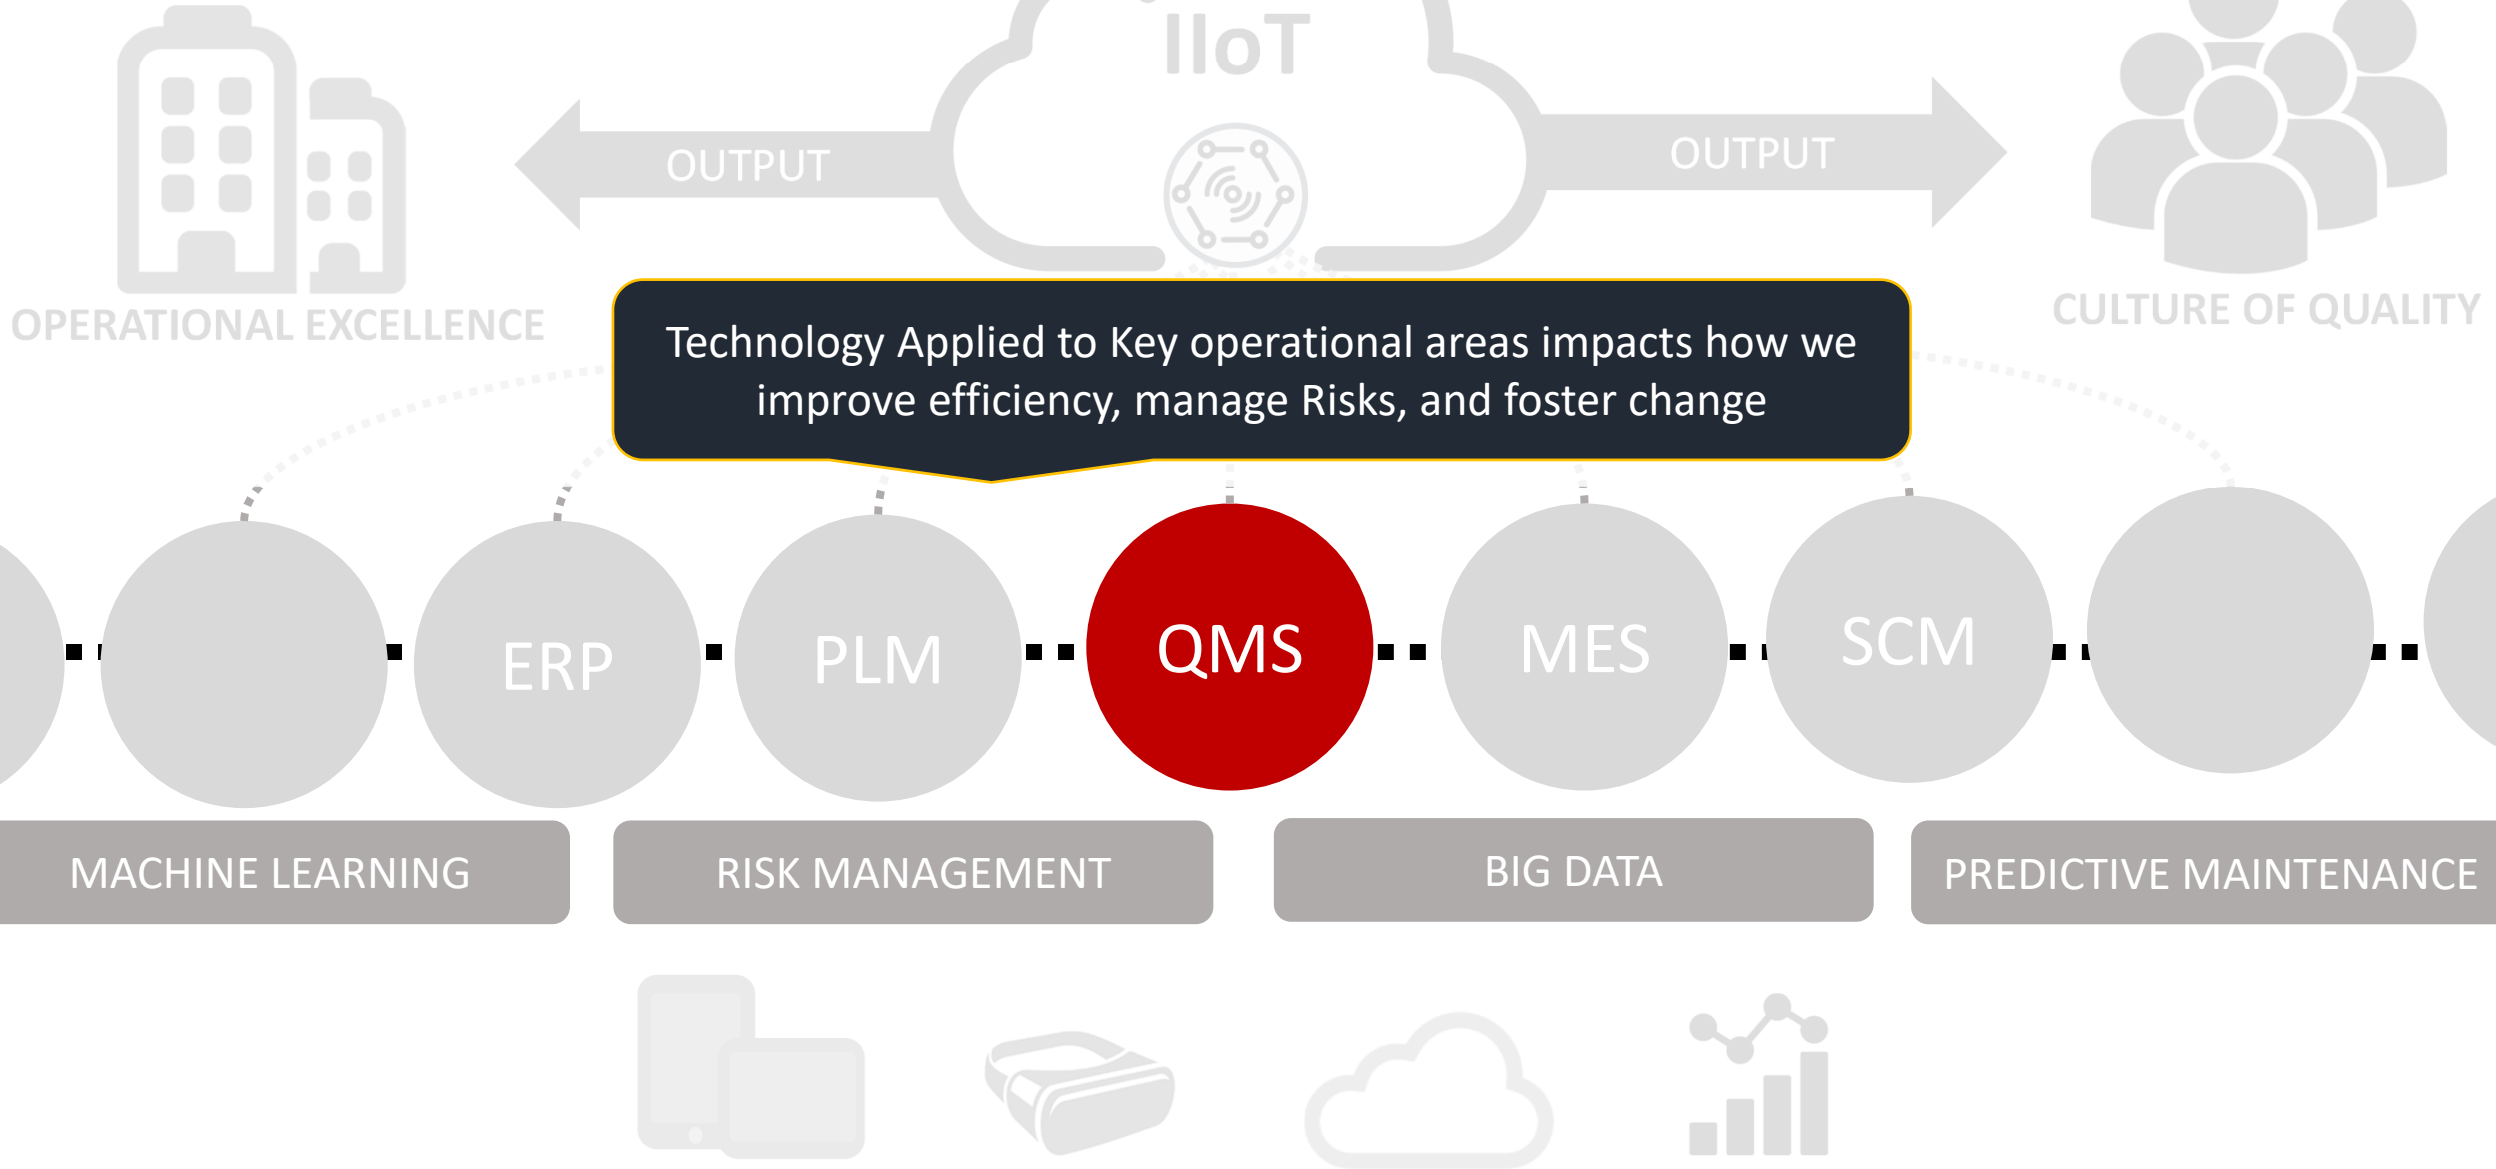 IIoT
OUTPUT
OUTPUT
OPERATIONAL EXCELLENCE
CULTURE OF QUALITY
Technology Applied to Key operational areas impacts how we
improve efficiency, manage Risks, and foster change
ERP
PLM
QMS
MES
SCM
MACHINE LEARNING
RISK MANAGEMENT
BIG DATA
PREDICTIVE MAINTENANCE